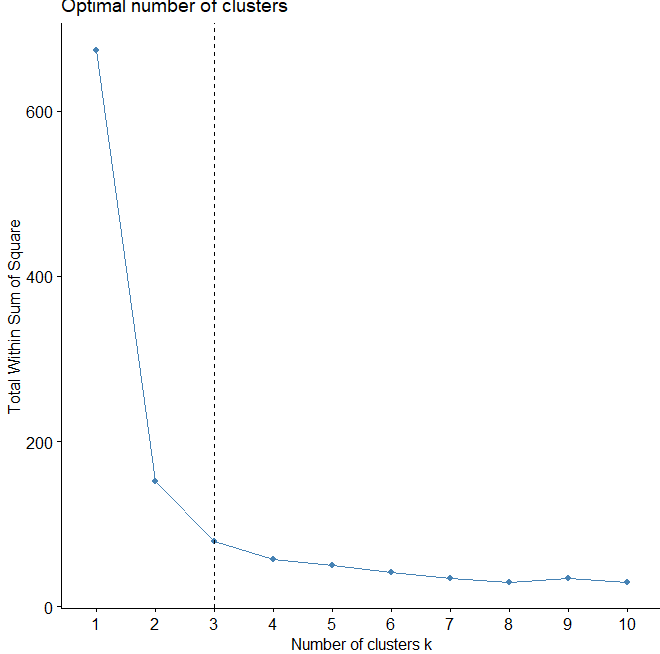 Optimal number of clusters
Total Within Sum of Square
600
400
200
0
1 2 3 4 5 6 7 8 9 10
Number of clusters k